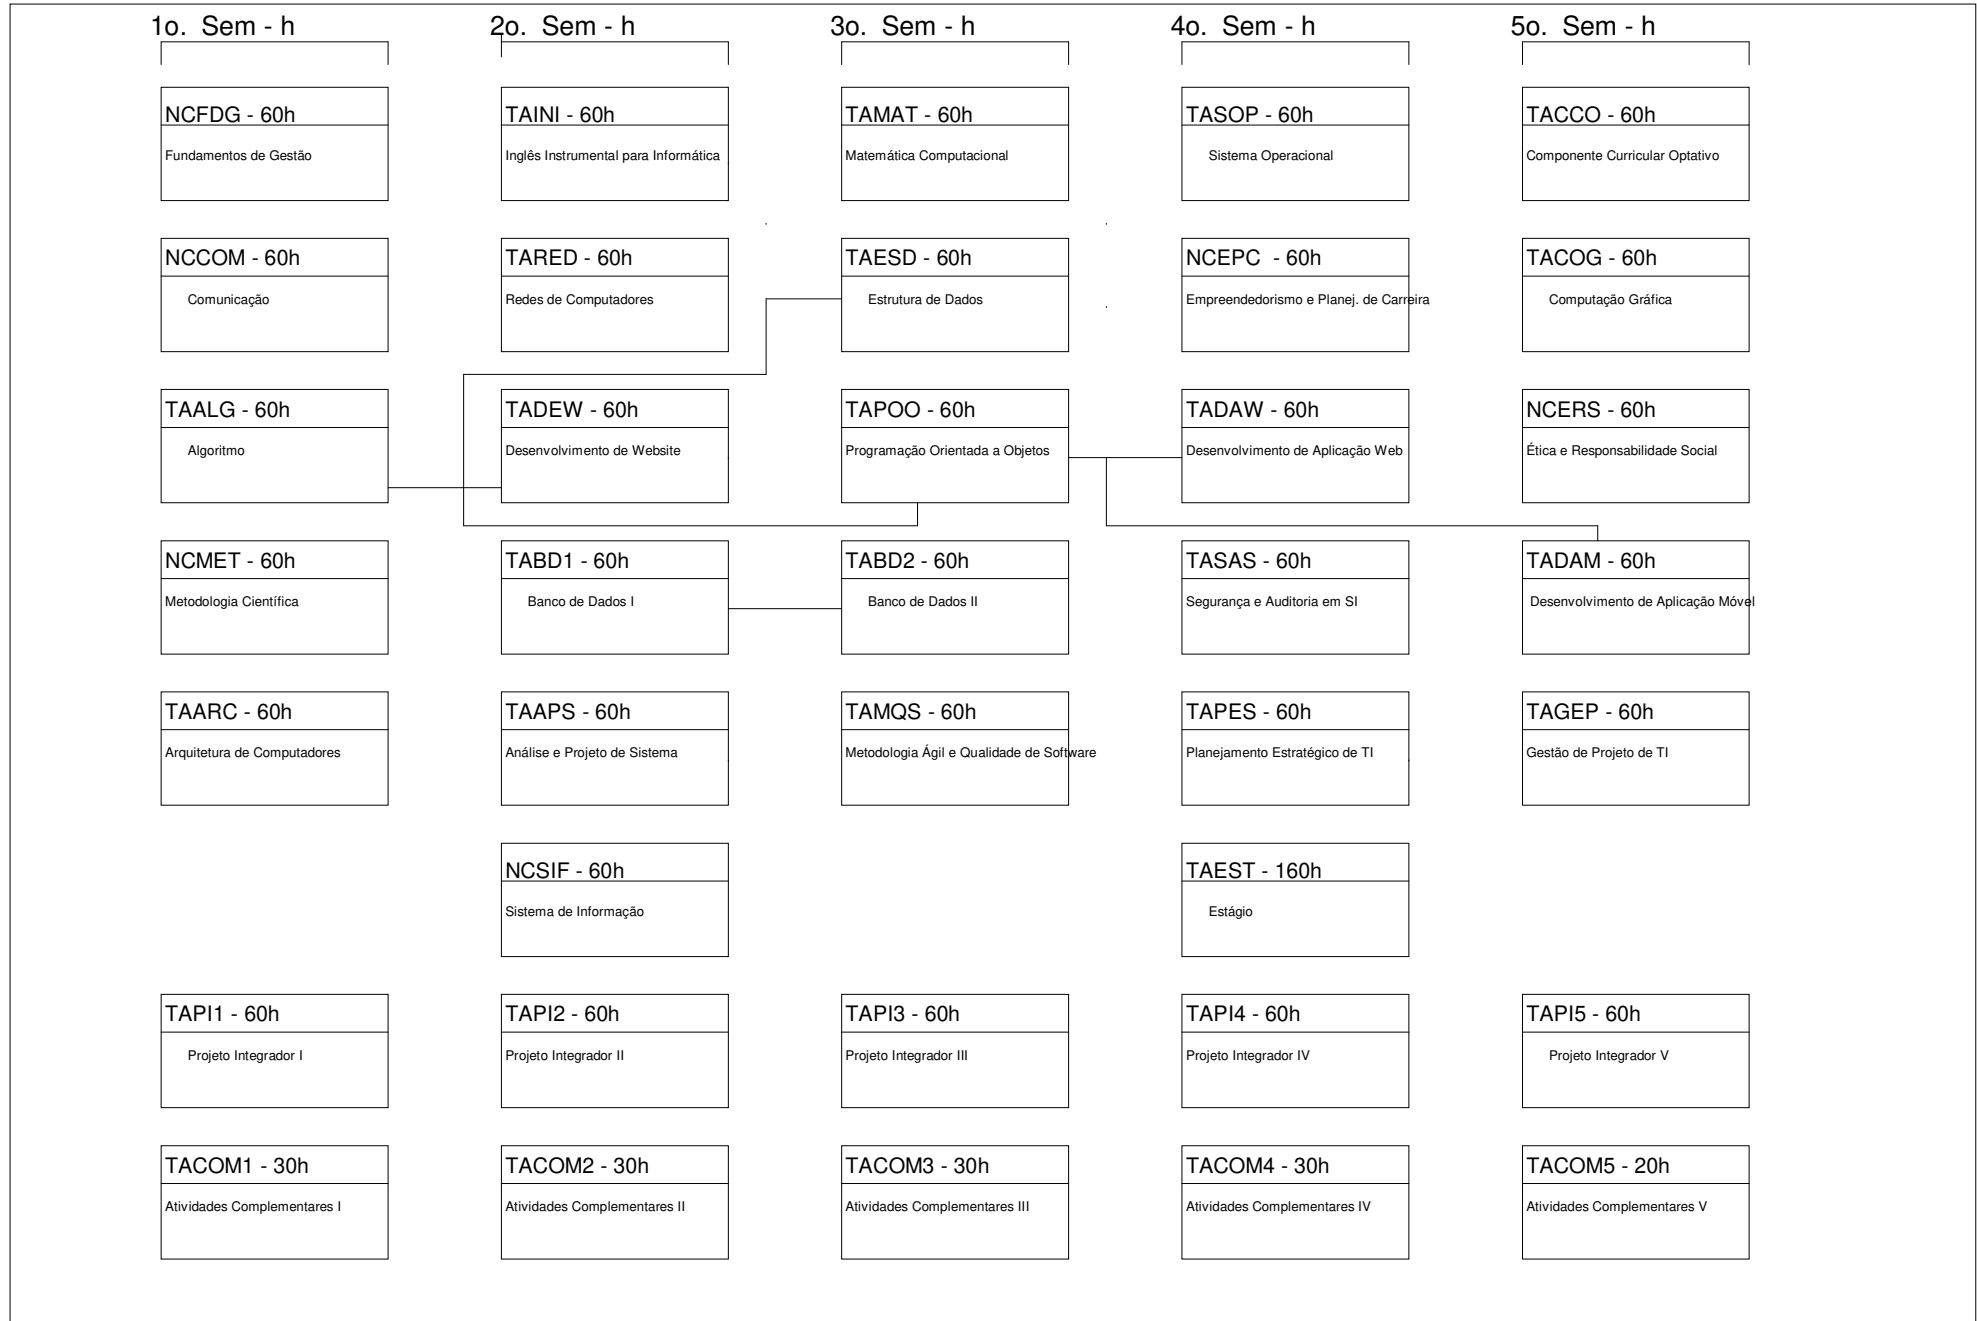 1o. Sem - h
2o. Sem - h
3o. Sem - h
4o. Sem - h
5o. Sem - h
NCFDG - 60h
Fundamentos de Gestão
TAINI - 60h
Inglês Instrumental para Informática
TAMAT - 60h
Matemática Computacional
TASOP - 60h
Sistema Operacional
TACCO - 60h
Componente Curricular Optativo
NCCOM - 60h
Comunicação
TARED - 60h
Redes de Computadores
TAESD - 60h
Estrutura de Dados
NCEPC - 60h
Empreendedorismo e Planej. de Carreira
TACOG - 60h
Computação Gráfica
TAALG - 60h
Algoritmo
TADEW - 60h
Desenvolvimento de Website
TAPOO - 60h
Programação Orientada a Objetos
TADAW - 60h
Desenvolvimento de Aplicação Web
NCERS - 60h
Ética e Responsabilidade Social
NCMET - 60h
Metodologia Científica
TABD1 - 60h
Banco de Dados I
TABD2 - 60h
Banco de Dados II
TASAS - 60h
Segurança e Auditoria em SI
TADAM - 60h
Desenvolvimento de Aplicação Móvel
TAARC - 60h
Arquitetura de Computadores
TAAPS - 60h
Análise e Projeto de Sistema
TAMQS - 60h
Metodologia Ágil e Qualidade de Software
TAPES - 60h
Planejamento Estratégico de TI
TAGEP - 60h
Gestão de Projeto de TI
NCSIF - 60h
Sistema de Informação
TAEST - 160h
Estágio
TAPI1 - 60h
Projeto Integrador I
TAPI2 - 60h
Projeto Integrador II
TAPI3 - 60h
Projeto Integrador III
TAPI4 - 60h
Projeto Integrador IV
TAPI5 - 60h
Projeto Integrador V
TACOM1 - 30h
Atividades Complementares I
TACOM2 - 30h
Atividades Complementares II
TACOM3 - 30h
Atividades Complementares III
TACOM4 - 30h
Atividades Complementares IV
TACOM5 - 20h
Atividades Complementares V